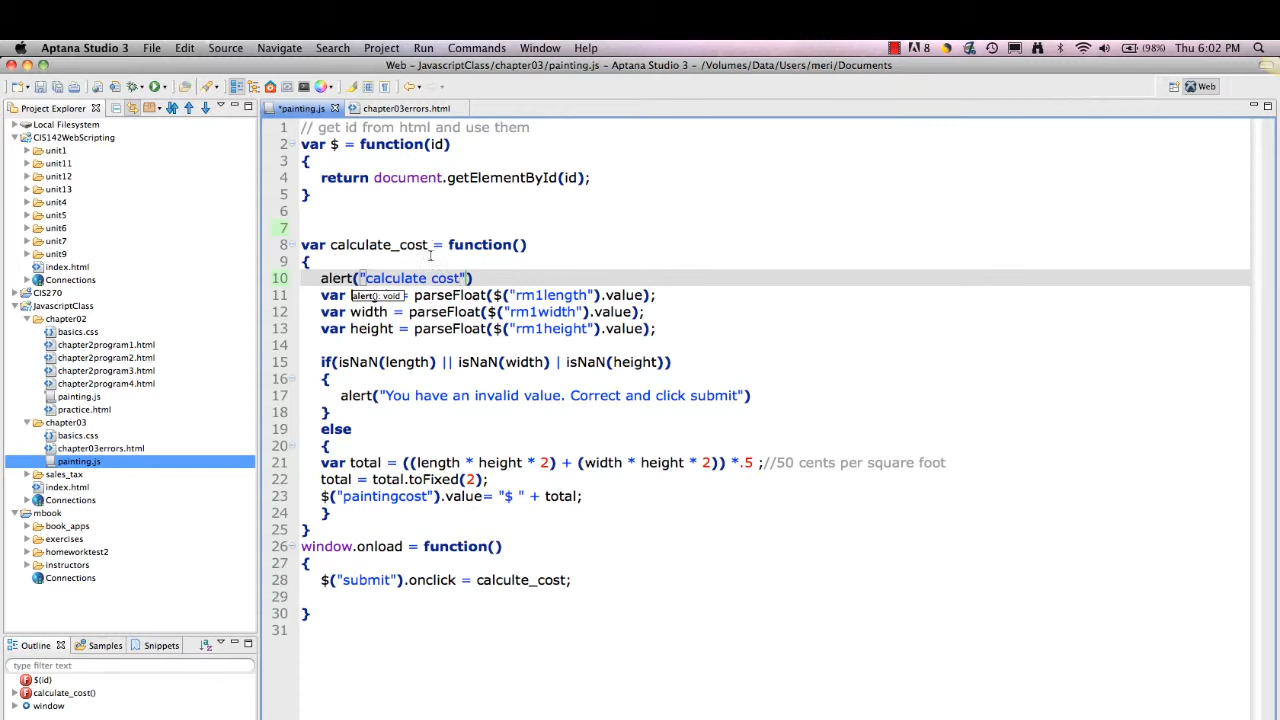 Aptana Studio 3 File Edit Source Navigate Search Project Run Commands Window Help 8 (98%) Thu 6:02 PM
Web - JavascriptClass/chapter03/painting.js - Aptana Studio 3 - /Volumes/Data/Users/meri/Documents
Web
Project Explorer
*painting.js chapter03errors.html
Local Filesystem
CIS142WebScripting
unit1
unit11
unit12
unit13
unit4
unit5
unit6
unit7
unit9
index.html
Connections
CIS270
JavascriptClass
chapter02
basics.css
chapter2program1.html
chapter2program2.html
chapter2program3.html
chapter2program4.html
painting.js
practice.html
chapter03
basics.css
chapter03errors.html
painting.js
sales_tax
index.html
Connections
mbook
book_apps
exercises
homeworktest2
instructors
Connections
1 // get id from html and use them
2 var $ = function(id)
3 {
4 return document.getElementById(id);
5 }
6
7
8 var calculate_cost = function()
9 {
10 alert("calculate cost")
11 var = parseFloat($("rm1length").value);
alert(): void
12 var width = parseFloat($("rm1width").value);
13 var height = parseFloat($("rm1height").value);
14
15 if(isNaN(length) || isNaN(width) | isNaN(height))
16 {
17 alert("You have an invalid value. Correct and click submit")
18 }
19 else
20 {
21 var total = ((length * height * 2) + (width * height * 2)) *.5 ;//50 cents per square foot
22 total = total.toFixed(2);
23 $("paintingcost").value= "$ " + total;
24 }
25 }
26 window.onload = function()
27 {
28 $("submit").onclick = calculte_cost;
29
30 }
31
Outline Samples Snippets
type filter text
$(id)
calculate_cost()
window